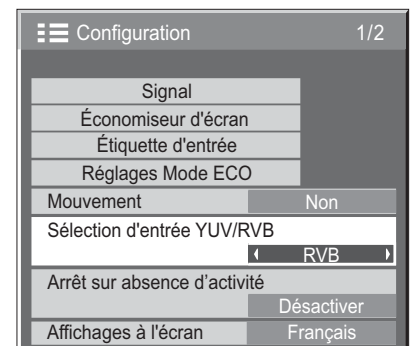 Configuration 1/2
Signal
Économiseur d'écran
Étiquette d'entrée
Réglages Mode ECO
Mouvement Non
Sélection d'entrée YUV/RVB
RVB
Arrêt sur absence d’activité
Désactiver
Affichages à l'écran Français